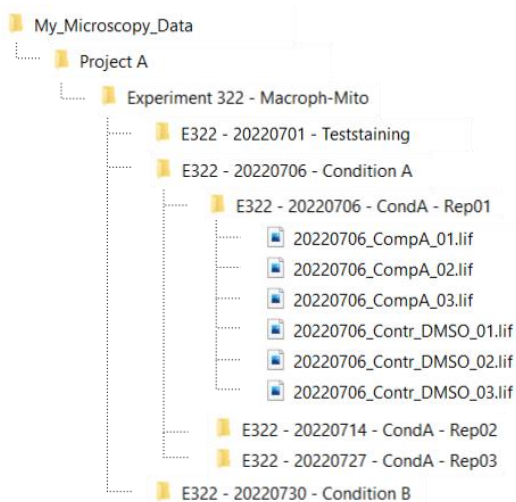 My_Microscopy_Data
Project A
Experiment 322 - Macroph-Mito
E322 - 20220701 - Teststaining
E322 - 20220706 - Condition A
E322 - 20220706 - CondA - Rep01
20220706_CompA_01.lif
20220706_CompA_02.lif
20220706_CompA_03.lif
20220706_Contr_DMSO_01.lif
20220706_Contr_DMSO_02.lif
20220706_Contr_DMSO_03.lif
E322 - 20220714 - CondA - Rep02
E322 - 20220727 - CondA - Rep03
E322 - 20220730 - Condition B